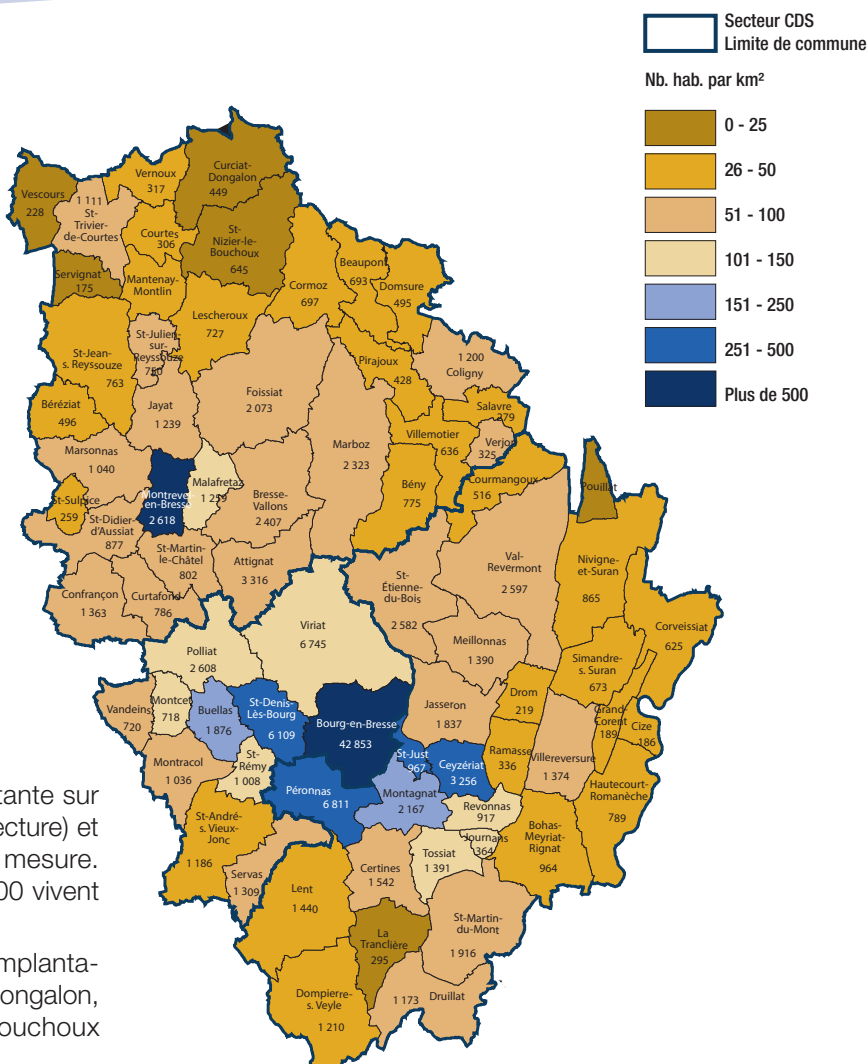 Secteur CDS
Limite de commune
Nb. hab. par km²
0 - 25
26 - 50
51 - 100
101 - 150
151 - 250
251 - 500
Plus de 500
Vescours
228
1 111
St-
Trivier-
de-Courtes
Vernoux
317
Curciat-
Dongalon
449
Courtes
306
St-
Nizier-le-
Bouchoux
645
Servignat
175
Mantenay-
Montlin
Cormoz
697
Beaupont
693
Domsure
495
Lescheroux
727
St-Jean-
s. Reyssouze
763
St-Julien-
sur-
Reyssouze
750
Pirajoux
428
1 200
Coligny
Foissiat
2 073
Béréziat
496
Jayat
1 239
Salavre
279
Marboz
2 323
Villemotier
636
Verjon
325
Marsonnas
1 040
Montrevel-
en-Bresse
2 618
Malafretaz
1 259
Bresse-
Vallons
2 407
Bény
775
Courmangoux
516
Pouillat
St-Sulpice
259
St-Didier-
d'Aussiat
877
St-Martin-
le-Châtel
802
Attignat
3 316
Val-
Revermont
2 597
Nivigne-
et-Suran
865
Confrançon
1 363
Curtafond
786
St-
Étienne-
du-Bois
2 582
Viriat
6 745
Meillonnas
1 390
Corveissiat
625
Polliat
2 608
Simandre-
s. Suran
673
Vandeins
720
Montcet
718
Buellas
1 876
St-Denis-
Lès-Bourg
6 109
Bourg-en-Bresse
42 853
Jasseron
1 837
Drom
219
Grand-
Corent
189
Cize
186
Montracol
1 036
St-
Rémy
1 008
St-Just
967
Ceyzériat
3 256
Ramasse
336
Villereversure
1 374
Péronnas
6 811
Montagnat
2 167
Revonnas
917
Hautecourt-
Romanèche
789
St-André-
s. Vieux-
Jonc
1 186
Journans
364
Bohas-
Meyriat-
Rignat
964
Tossiat
1 391
Servas
1 309
Certines
1 542
Lent
1 440
St-Martin-
du-Mont
1 916
La
Tranclière
295
Dompierre-
s. Veyle
1 210
1 173
Druillat
tante sur
ecture) et
mesure.
00 vivent
mplanta-
ongalon,
ouchoux